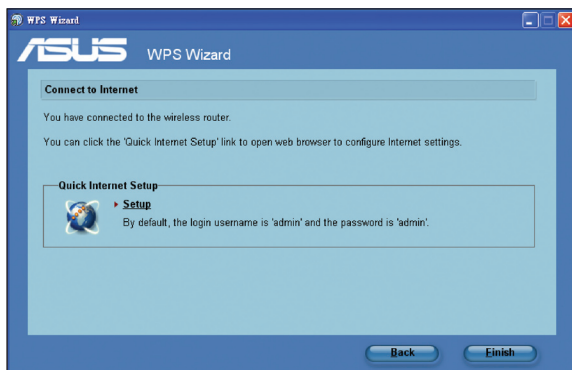 WPS Wizard
ASUS WPS Wizard
Connect to Internet
You have connected to the wireless router.
You can click the 'Quick Internet Setup' link to open web browser to configure Internet settings.
Quick Internet Setup
Setup
By default, the login username is 'admin' and the password is 'admin'.
Back Finish